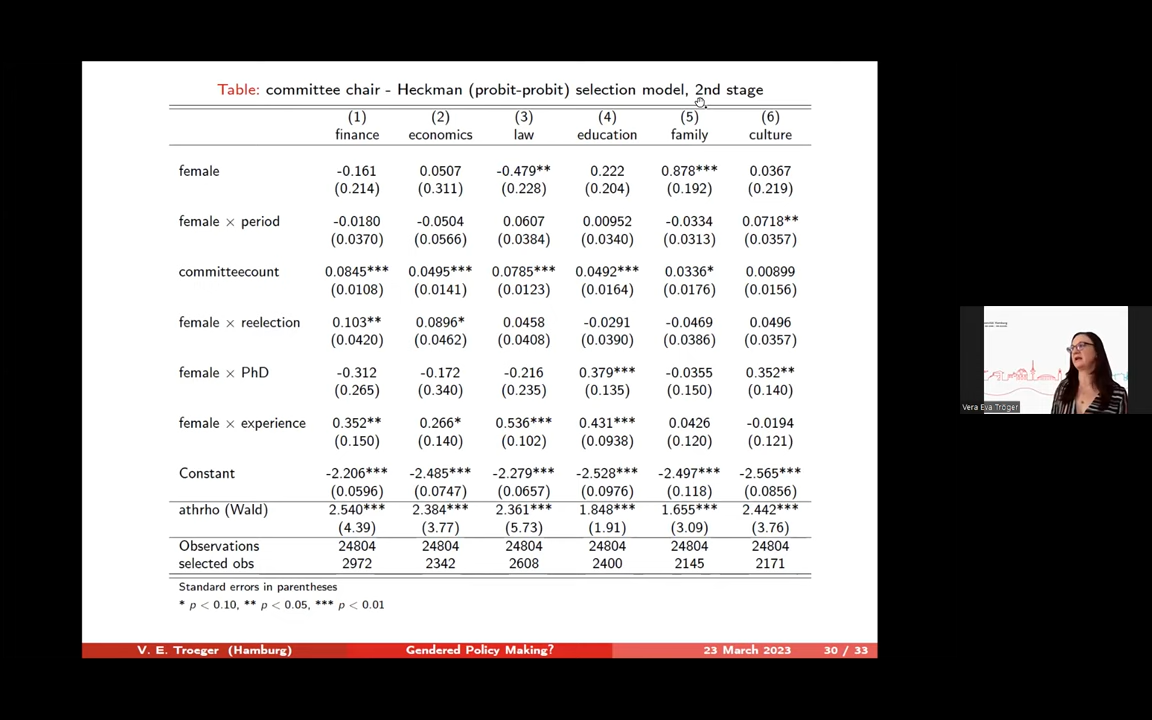 Table: committee chair - Heckman (probit-probit) selection model, 2nd stage
(1) (2) (3) (4) (5) (6)
finance economics law education family culture
female -0.161 0.0507 -0.479** 0.222 0.878*** 0.0367
(0.214) (0.311) (0.228) (0.204) (0.192) (0.219)
female × period -0.0180 -0.0504 0.0607 0.00952 -0.0334 0.0718**
(0.0370) (0.0566) (0.0384) (0.0340) (0.0313) (0.0357)
committeecount 0.0845*** 0.0495*** 0.0785*** 0.0492*** 0.0336* 0.00899
(0.0108) (0.0141) (0.0123) (0.0164) (0.0176) (0.0156)
female × reelection 0.103** 0.0896* 0.0458 -0.0291 -0.0469 0.0496
(0.0420) (0.0462) (0.0408) (0.0390) (0.0386) (0.0357)
female × PhD -0.312 -0.172 -0.216 0.379*** -0.0355 0.352**
(0.265) (0.340) (0.235) (0.135) (0.150) (0.140)
female × experience 0.352** 0.266* 0.536*** 0.431*** 0.0426 -0.0194
(0.150) (0.140) (0.102) (0.0938) (0.120) (0.121)
Constant -2.206*** -2.485*** -2.279*** -2.528*** -2.497*** -2.565***
(0.0596) (0.0747) (0.0657) (0.0976) (0.118) (0.0856)
athrho (Wald) 2.540*** 2.384*** 2.361*** 1.848*** 1.655*** 2.442***
(4.39) (3.77) (5.73) (1.91) (3.09) (3.76)
Observations 24804 24804 24804 24804 24804 24804
selected obs 2972 2342 2608 2400 2145 2171
Standard errors in parentheses
* p < 0.10, ** p < 0.05, *** p < 0.01
V. E. Troeger (Hamburg) Gendered Policy Making? 23 March 2023 30 / 33
Vera Eva Tröger